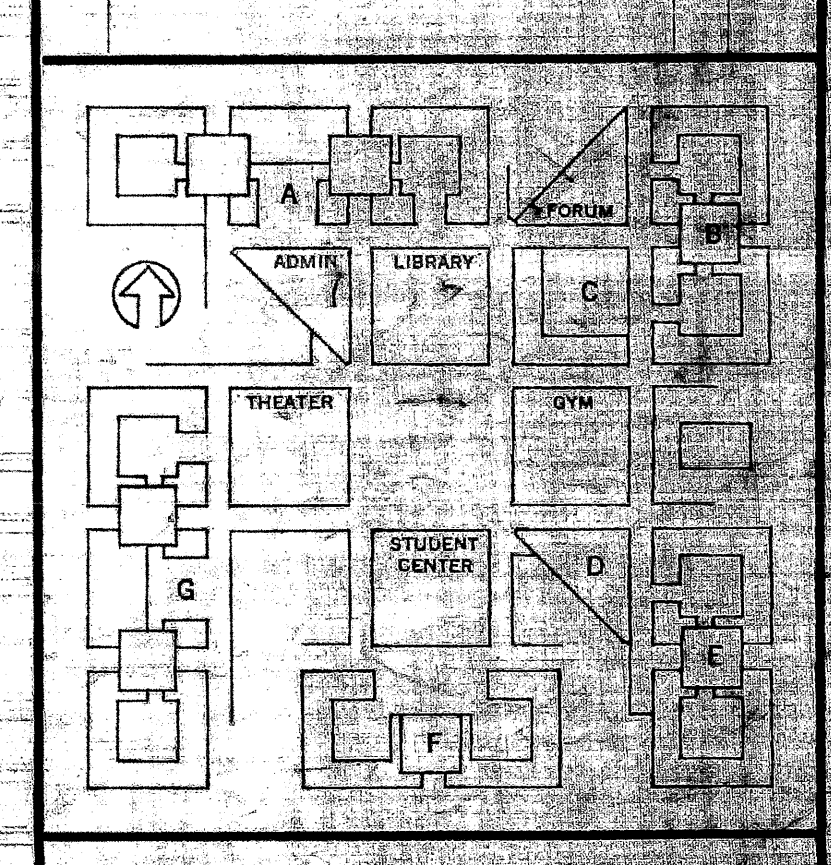 A
FORUM
B
ADMIN
LIBRARY
C
THEATER
GYM
STUDENT
CENTER
D
G
E
F